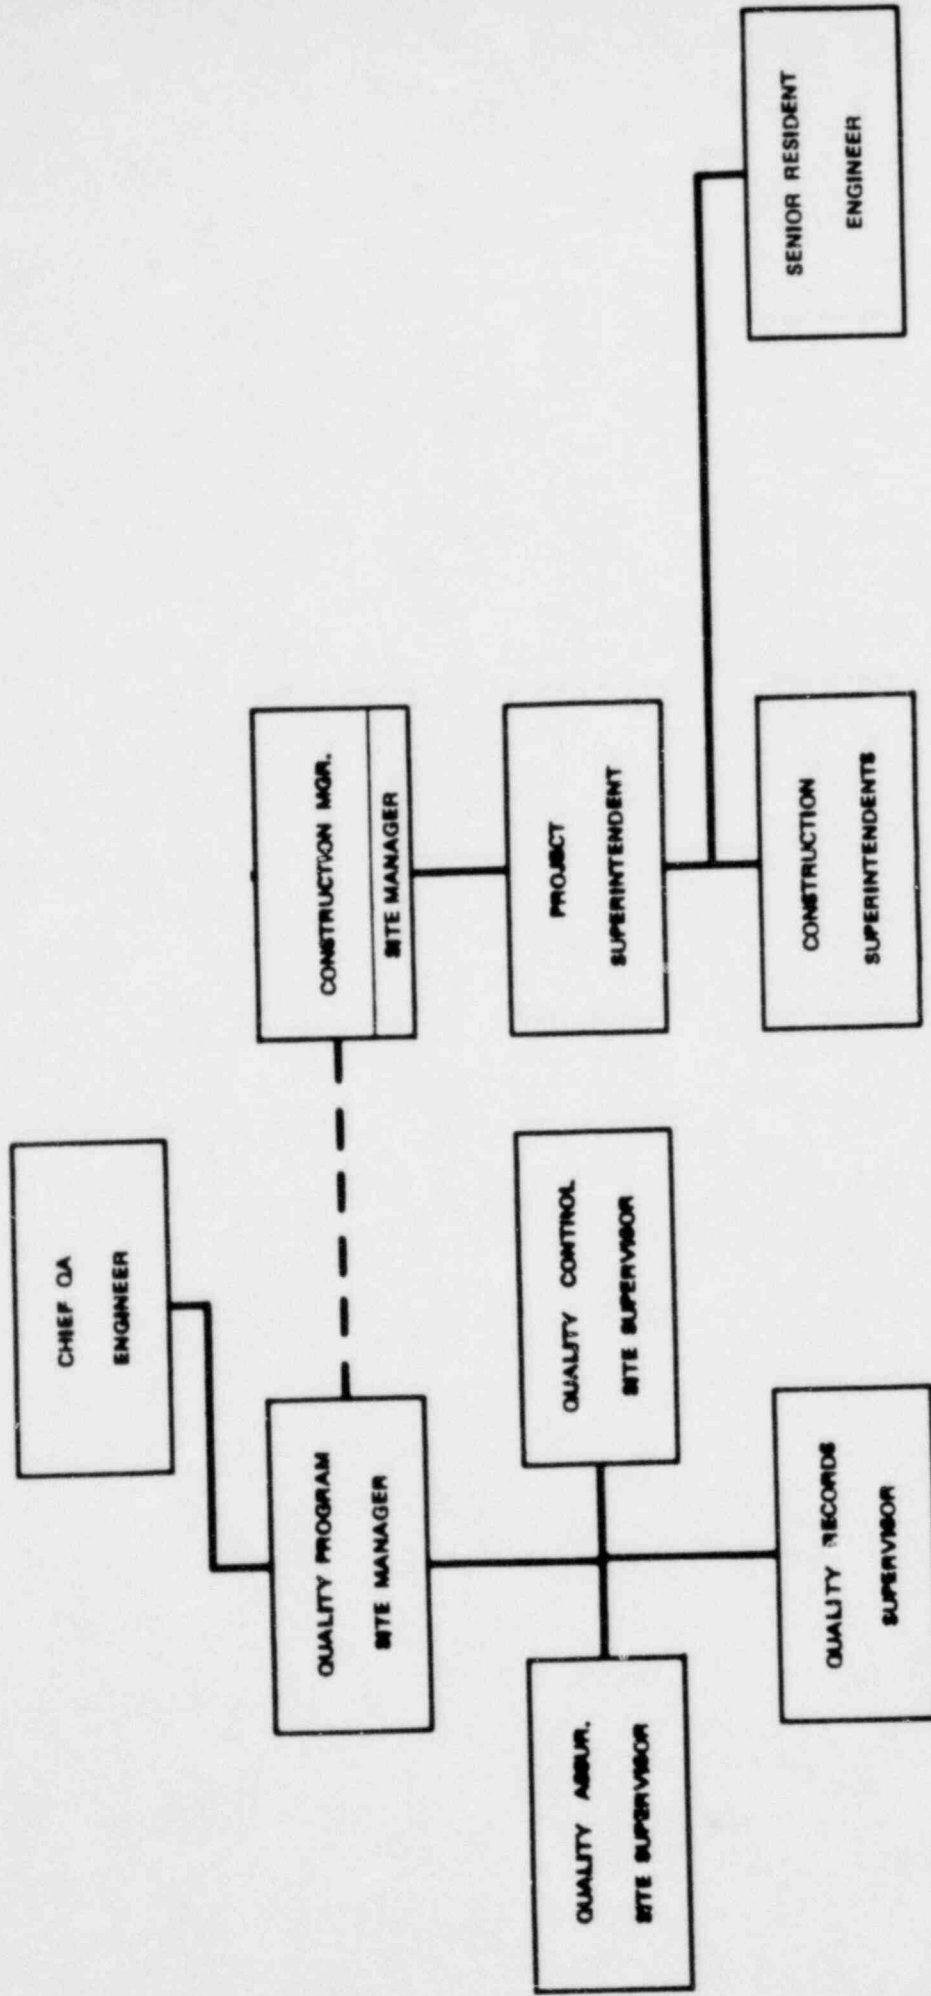 CHIEF QA
ENGINEER
QUALITY PROGRAM
SITE MANAGER
CONSTRUCTION MGR.
SITE MANAGER
QUALITY ASSUR.
SITE SUPERVISOR
QUALITY CONTROL
SITE SUPERVISOR
PROJECT
SUPERINTENDENT
QUALITY RECORDS
SUPERVISOR
CONSTRUCTION
SUPERINTENDENTS
SENIOR RESIDENT
ENGINEER